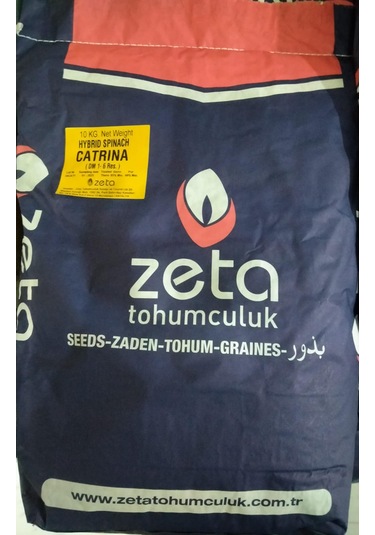 10 KG. Net Weight
HYBRID SPINACH
CATRINA
( DM 1- 6 Res. )
zeta
zeta
zeta
tohumculuk
SEEDS-ZADEN-TOHUM-GRAINES-بذور
www.zetatohumculuk.com.tr